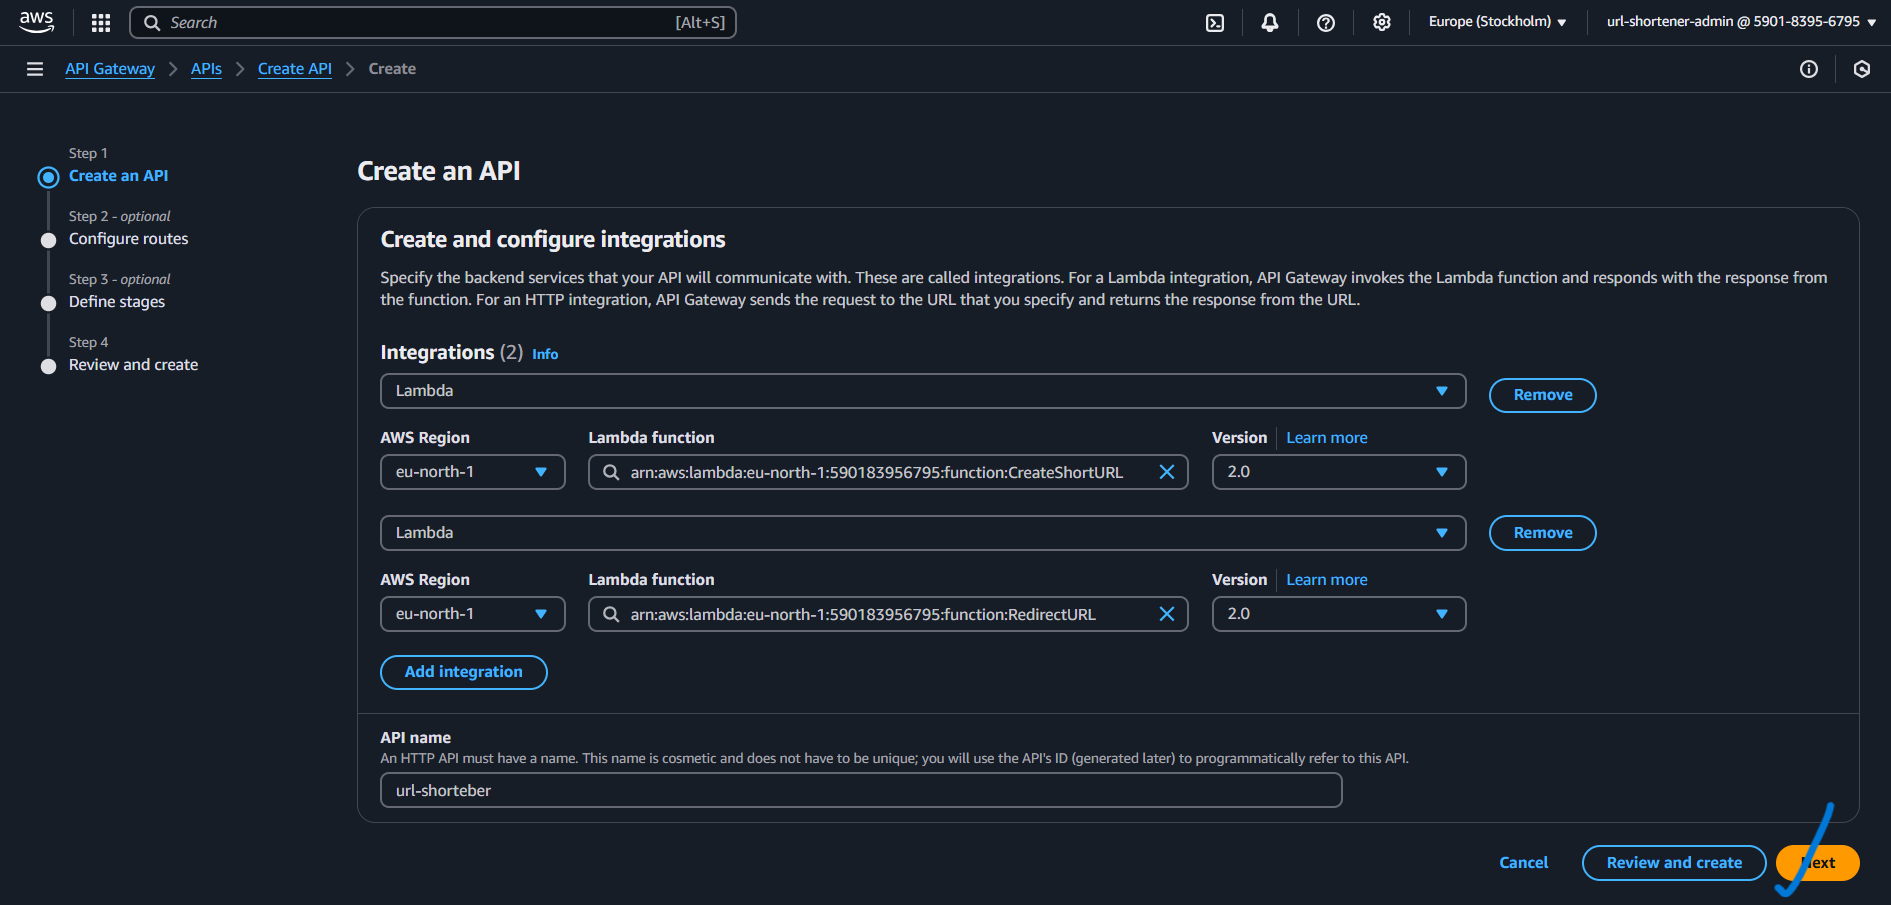 aws
Search [Alt+S]
Europe (Stockholm)
url-shortener-admin @ 5901-8395-6795
API Gateway
APIs
Create API
Create
Step 1
Create an API
Step 2 - optional
Configure routes
Step 3 - optional
Define stages
Step 4
Review and create
Create an API
Create and configure integrations
Specify the backend services that your API will communicate with. These are called integrations. For a Lambda integration, API Gateway invokes the Lambda function and responds with the response from
the function. For an HTTP integration, API Gateway sends the request to the URL that you specify and returns the response from the URL.
Integrations (2) Info
Lambda
Remove
AWS Region
Lambda function
Version
Learn more
eu-north-1
arn:aws:lambda:eu-north-1:590183956795:function:CreateShortURL
2.0
Lambda
Remove
AWS Region
Lambda function
Version
Learn more
eu-north-1
arn:aws:lambda:eu-north-1:590183956795:function:RedirectURL
2.0
Add integration
API name
An HTTP API must have a name. This name is cosmetic and does not have to be unique; you will use the API's ID (generated later) to programmatically refer to this API.
url-shorteber
Cancel
Review and create
Next